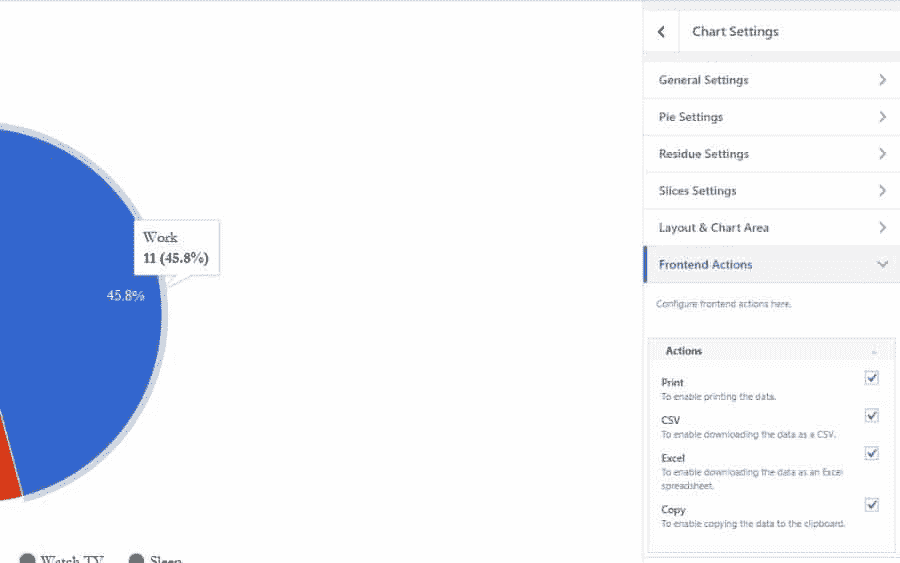 Chart Settings
General Settings
Pie Settings
Residue Settings
Slices Settings
Layout & Chart Area
Frontend Actions
Configure frontend actions here.
Actions
Print
To enable printing the data.
CSV
To enable downloading the data as a CSV.
Excel
To enable downloading the data as an Excel
spreadsheet.
Copy
To enable copying the data to the clipboard.
Work
11 (45.8%)
45.8%
Watch TV
Sleep